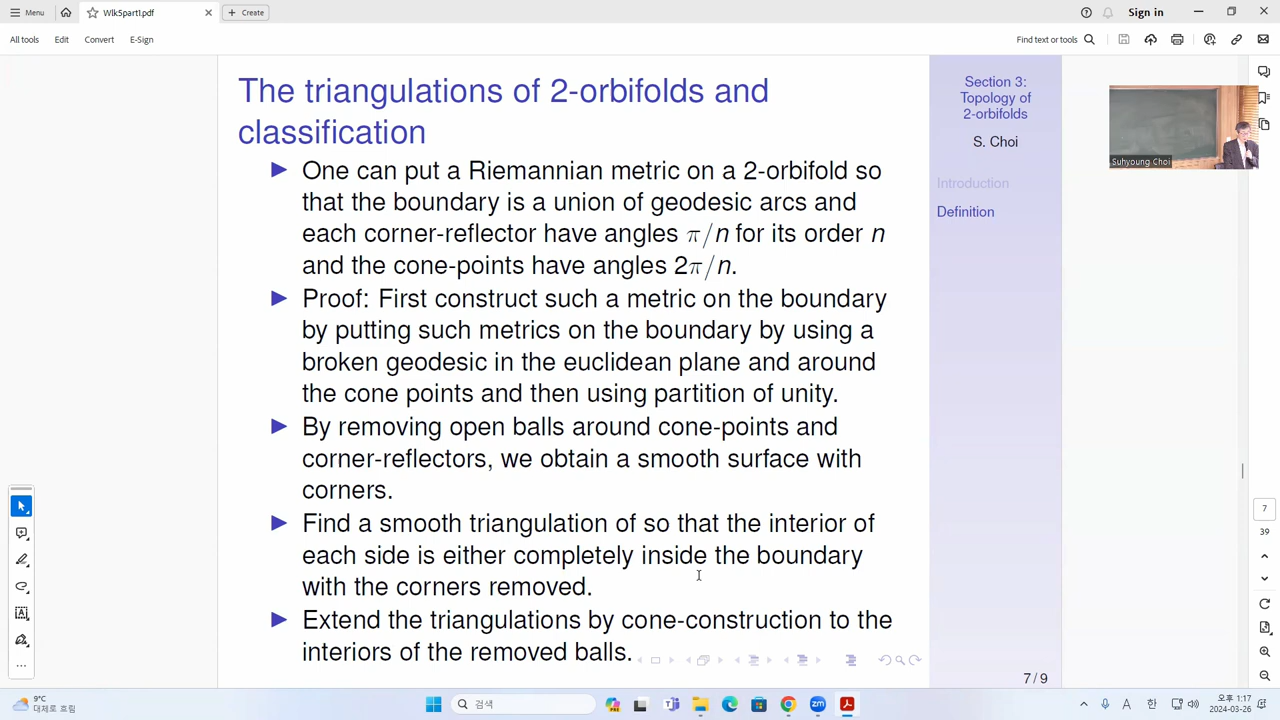 Menu
Wlk5partI.pdf
Create
Sign in
All tools
Edit
Convert
E-Sign
Find text or tools
The triangulations of 2-orbifolds and
classification
One can put a Riemannian metric on a 2-orbifold so
that the boundary is a union of geodesic arcs and
each corner-reflector have angles π/n for its order n
and the cone-points have angles 2π/n.
Proof: First construct such a metric on the boundary
by putting such metrics on the boundary by using a
broken geodesic in the euclidean plane and around
the cone points and then using partition of unity.
By removing open balls around cone-points and
corner-reflectors, we obtain a smooth surface with
corners.
Find a smooth triangulation of so that the interior of
each side is either completely inside the boundary
with the corners removed.
Extend the triangulations by cone-construction to the
interiors of the removed balls.
7/9
Section 3:
Topology of
2-orbifolds
S. Choi
Introduction
Definition
Suhyoung Choi
7
39
9°C
대체로 흐림
검색
A
한
오후 1:17
2024-03-26